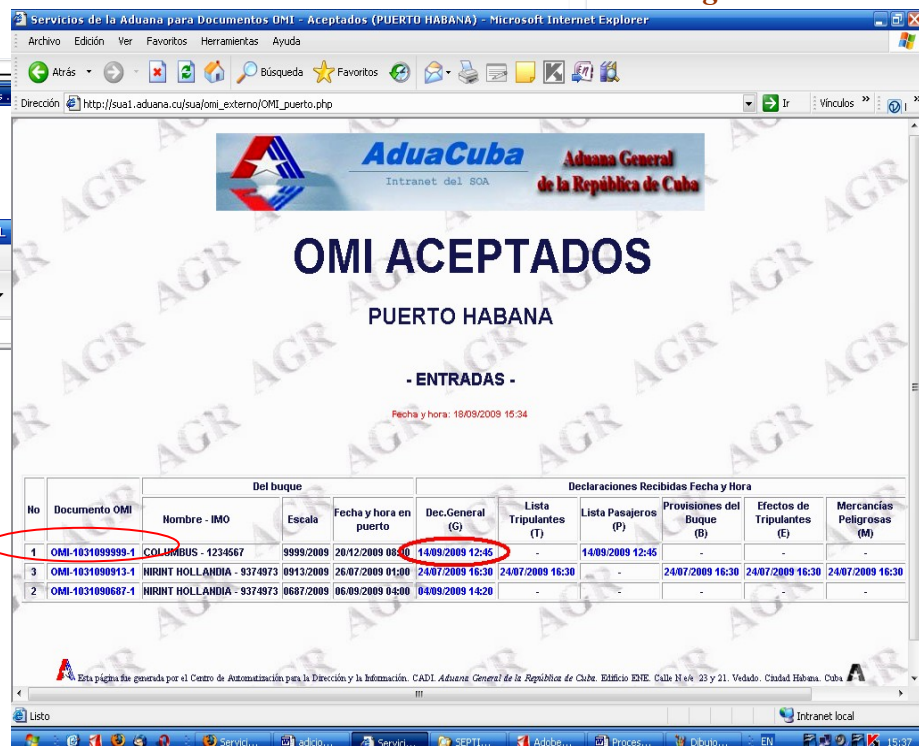 Servicios de la Aduana para Documentos OMI - Aceptados (PUERTO HABANA) - Microsoft Internet Explorer
Archivo Edición Ver Favoritos Herramientas Ayuda
Atrás Búsqueda Favoritos
Dirección http://sua1.aduana.cu/sua/omi_externo/OMI_puerto.php Ir Vínculos »
AduaCuba
Intranet del SOA
Aduana General
de la República de Cuba
OMI ACEPTADOS
PUERTO HABANA
- ENTRADAS -
Fecha y hora: 18/09/2009 15:34
Del buque Declaraciones Recibidas Fecha y Hora
No Documento OMI Nombre - IMO Escala Fecha y hora en puerto Dec.General (G) Lista Tripulantes (T) Lista Pasajeros (P) Provisiones del Buque (B) Efectos de Tripulantes (E) Mercancías Peligrosas (M)
1 OMI-1031099999-1 COLUMBUS - 1234567 9999/2009 20/12/2009 08:00 14/09/2009 12:45 - 14/09/2009 12:45 - - -
3 OMI-1031090913-1 NIRINT HOLLANDIA - 9374973 0913/2009 26/07/2009 01:00 24/07/2009 16:30 24/07/2009 16:30 - 24/07/2009 16:30 24/07/2009 16:30 24/07/2009 16:30
2 OMI-1031090687-1 NIRINT HOLLANDIA - 9374973 0687/2009 06/09/2009 04:00 04/09/2009 14:20 - - - - -
Esta página fue generada por el Centro de Automatización para la Dirección y la Información. CADI. Aduana General de la República de Cuba. Edificio ENE. Calle N e/e 23 y 21. Vedado. Ciudad Habana. Cuba
Listo Intranet local
Servici... adicio... Servici... SEPTI... Adobe... Proces... Dibujo... EN 15:37